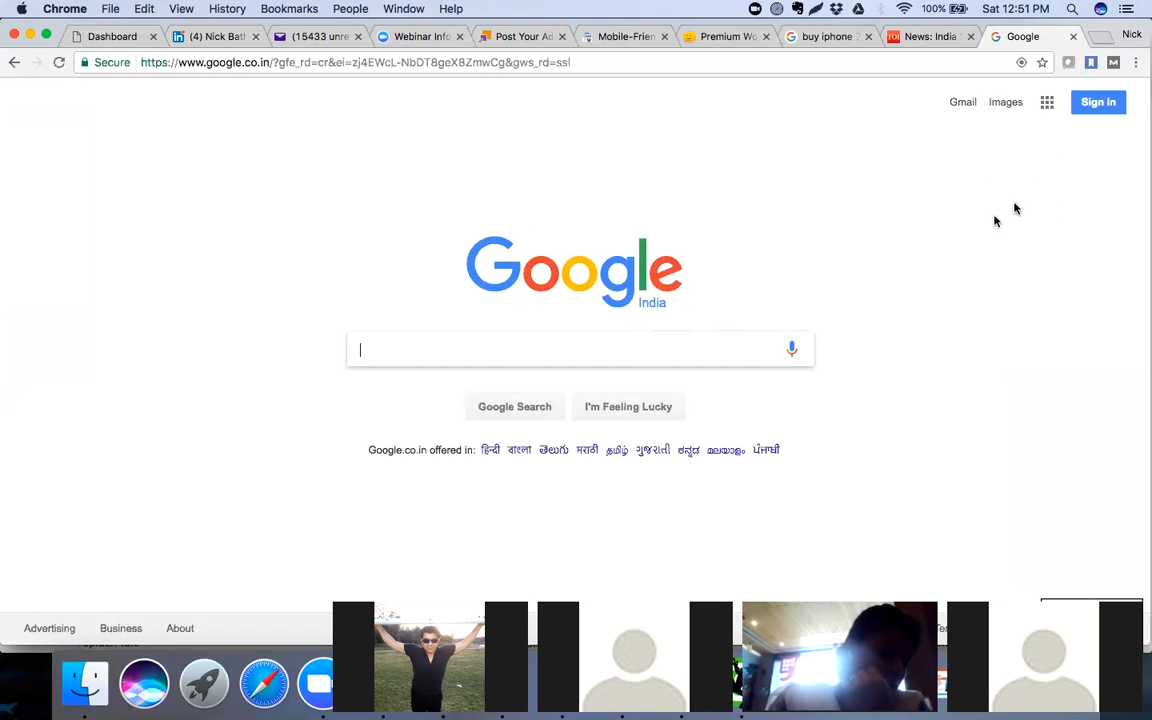 Chrome File Edit View History Bookmarks People Window Help 100% Sat 12:51 PM
Dashboard (4) Nick Bat (15433 unre Webinar Info Post Your Ad Mobile-Frien Premium Wo buy iphone 7 News: India Google Nick
Secure https://www.google.co.in/?gfe_rd=cr&ei=zj4EWcL-NbDT8geX8ZmwCg&gws_rd=ssl
Gmail Images Sign in
Google
India
Google Search I'm Feeling Lucky
Google.co.in offered in: हिन्दी বাংলা తెలుగు मराठी தமிழ் ગુજરાતી ಕನ್ನಡ മലയാളം ਪੰਜਾਬੀ
Advertising Business About